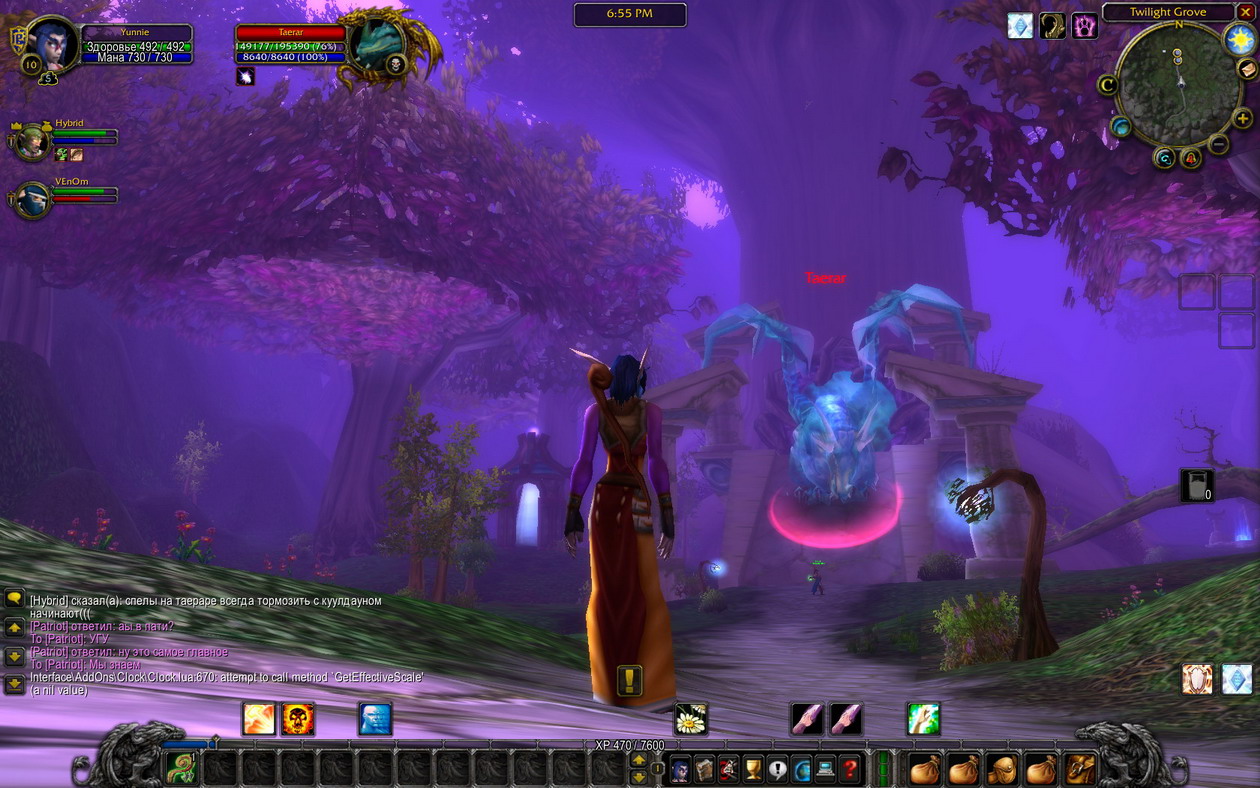 6:55 PM
Twilight Grove
N
Yunnie
Здоровье 492 / 492
Мана 730 / 730
10
5
Taerar
149177/195390 (76%)
8640/8640 (100%)
Hybrid
VEnOm
C
Taerar
0
[Hybrid] сказал(а): спелы на таераре всегда тормозить с куулдауном
начинают(((
[Patriot] ответил: аы в пати?
To [Patriot]: УГУ
[Patriot] ответил: ну это самое главное
To [Patriot]: Мы знаем
Interface\AddOns\Clock\Clock.lua:670: attempt to call method `GetEffectiveScale'
(a nil value)
XP 470 / 7600
1